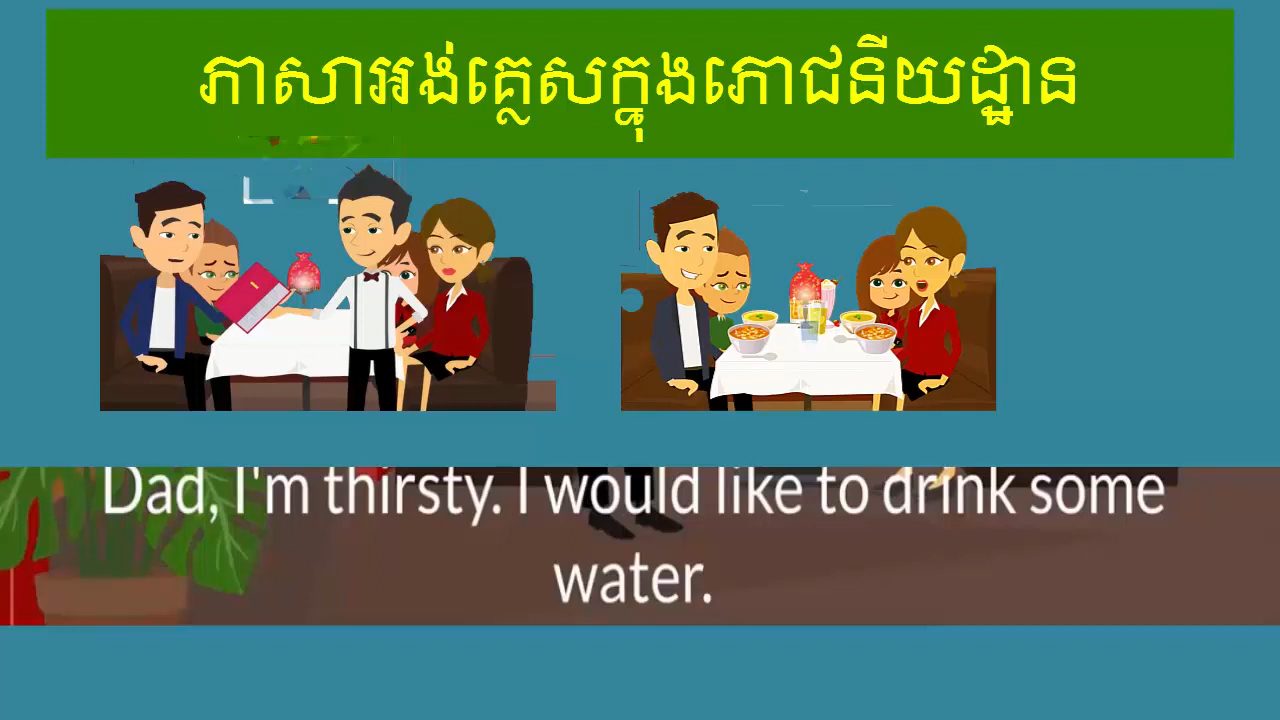 ភាសាអង់គ្លេសក្នុងភោជនីយដ្ឋាន
Dad, I'm thirsty. I would like to drink some
water.